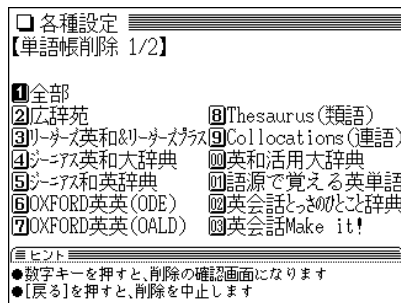 各種設定
【単語帳削除 1/2】
1全部
2広辞苑
8Thesaurus(類語)
3リーダーズ英和&リーダーズプラス
9Collocations(連語)
4ジーニアス英和大辞典
00英和活用大辞典
5ジーニアス和英辞典
01語源で覚える英単語
6OXFORD英英(ODE)
02英会話とっさのひとこと辞典
7OXFORD英英(OALD)
03英会話Make it!
ヒント
●数字キーを押すと、削除の確認画面になります
●[戻る]を押すと、削除を中止します